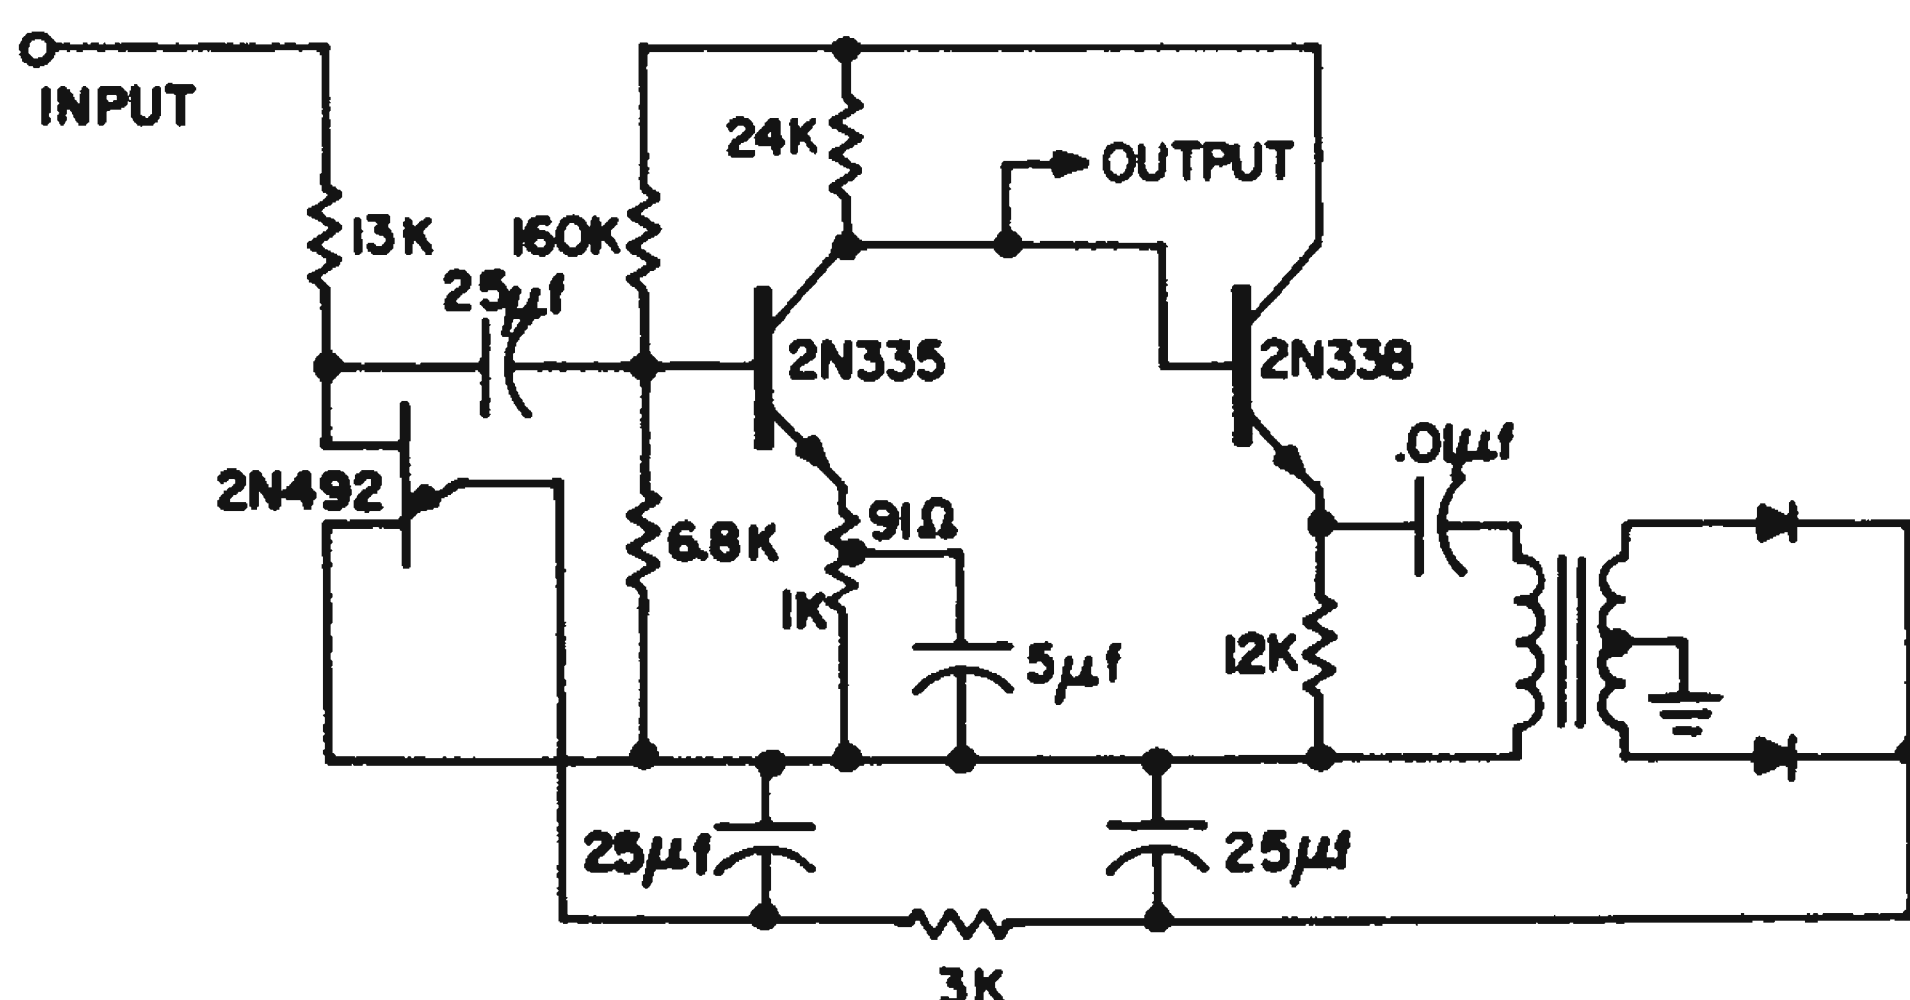 INPUT
24K
OUTPUT
13K
160K
25μf
2N335
2N338
.01μf
2N492
91Ω
6.8K
1K
12K
5μf
25μf
25μf
3K